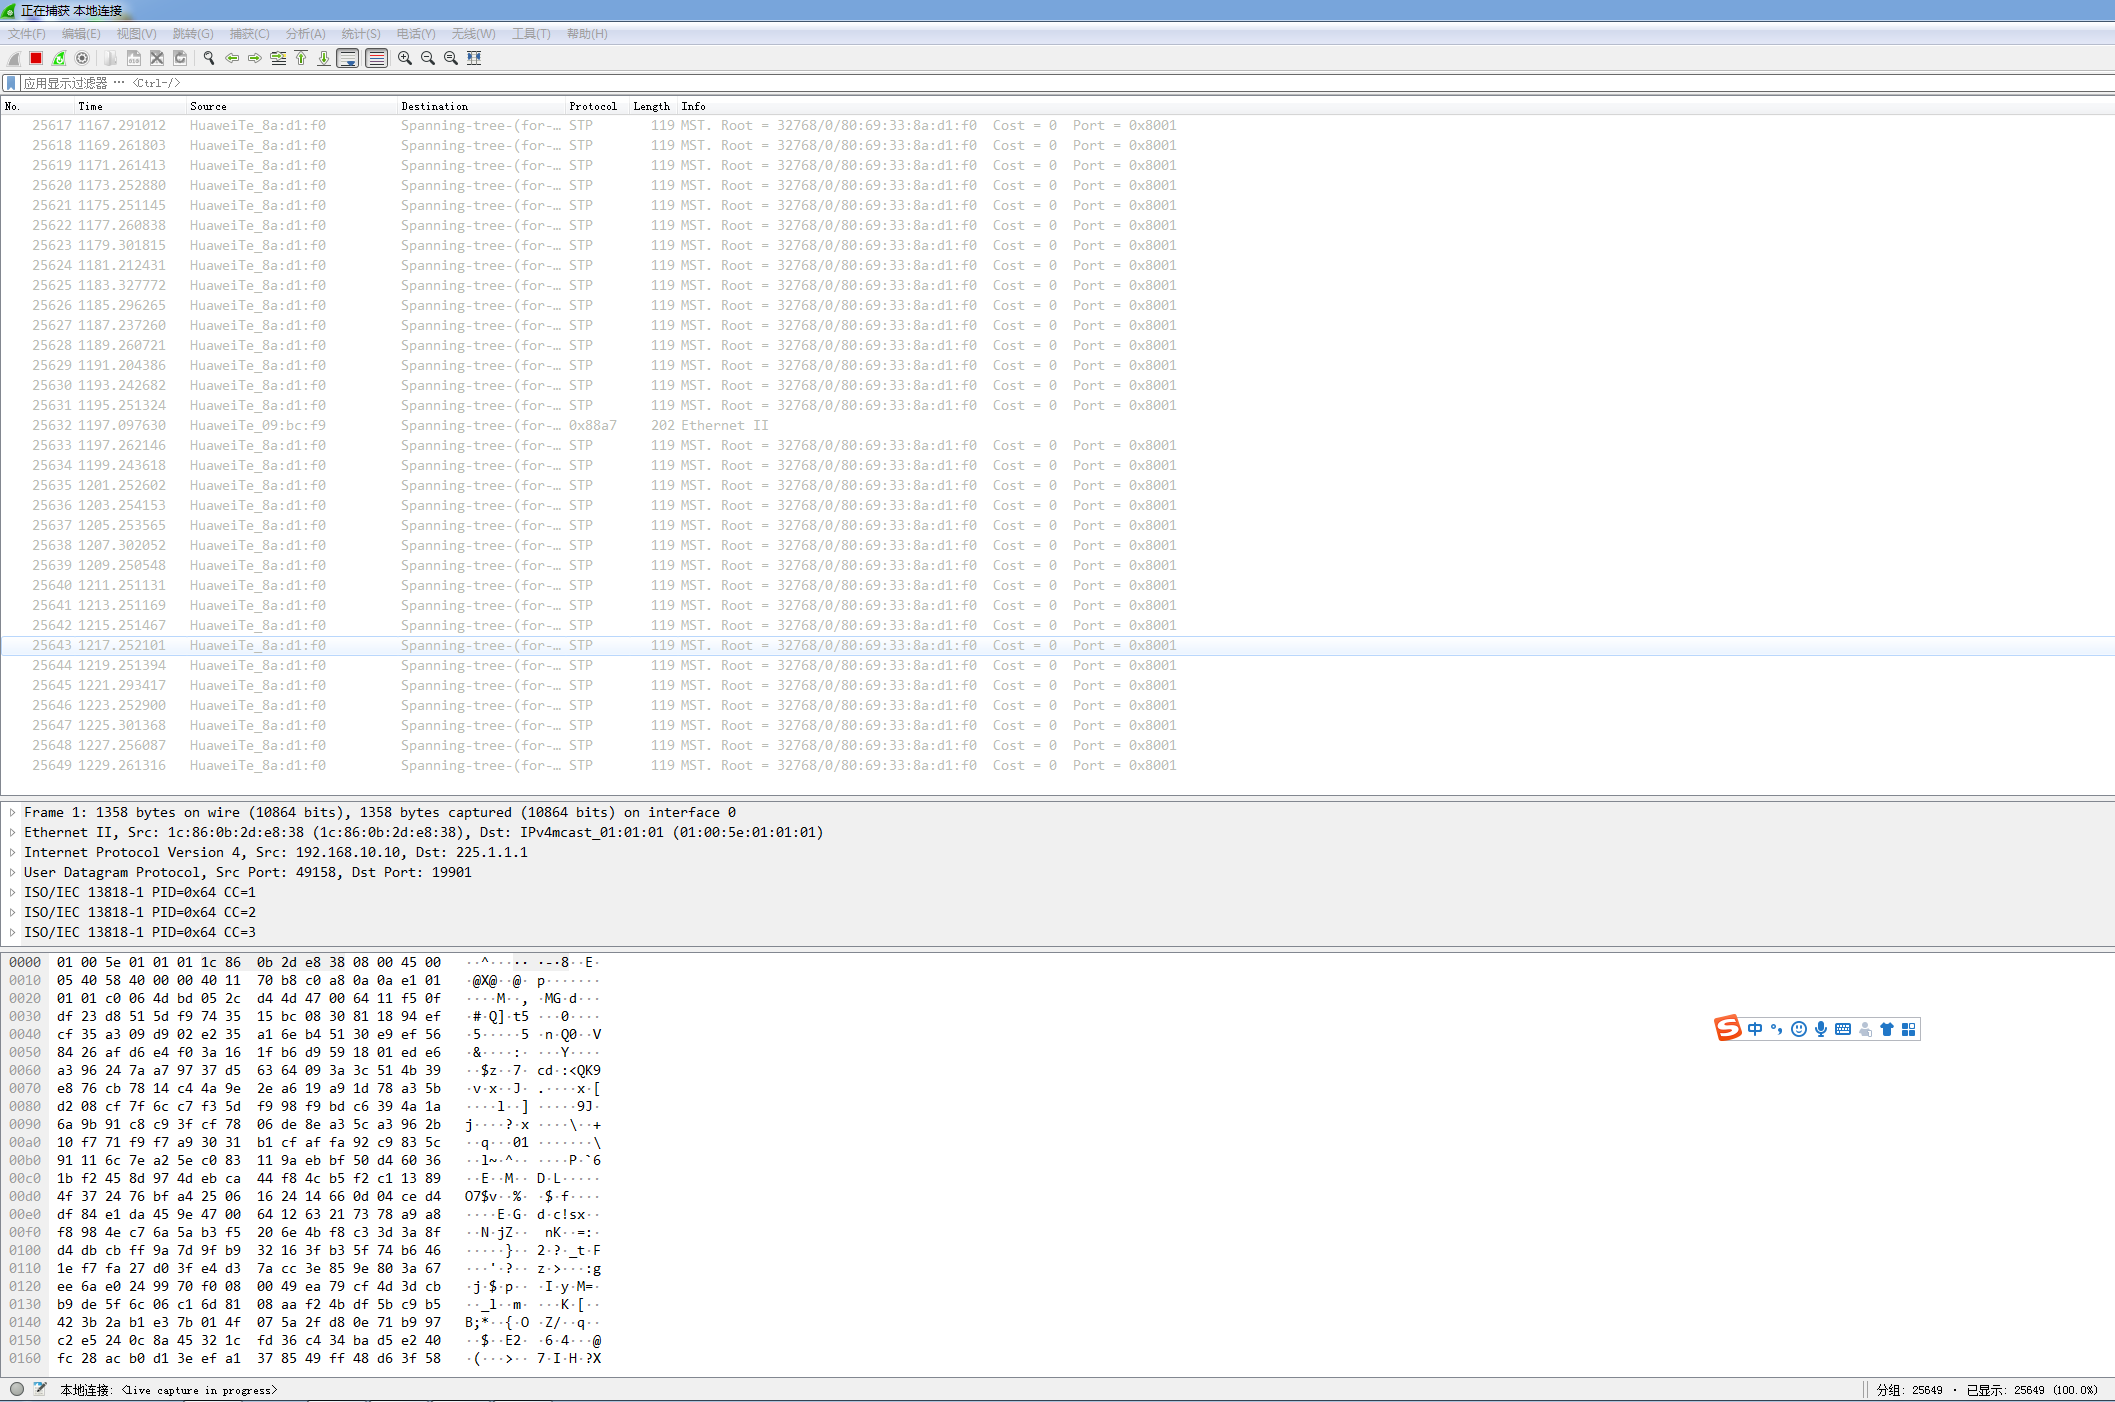 正在捕获 本地连接
文件(F) 编辑(E) 视图(V) 跳转(G) 捕获(C) 分析(A) 统计(S) 电话(Y) 无线(W) 工具(T) 帮助(H)
应用显示过滤器 … <Ctrl-/>
No. Time Source Destination Protocol Length Info
25617 1167.291012 HuaweiTe_8a:d1:f0 Spanning-tree-(for-… STP 119 MST. Root = 32768/0/80:69:33:8a:d1:f0 Cost = 0 Port = 0x8001
25618 1169.261803 HuaweiTe_8a:d1:f0 Spanning-tree-(for-… STP 119 MST. Root = 32768/0/80:69:33:8a:d1:f0 Cost = 0 Port = 0x8001
25619 1171.261413 HuaweiTe_8a:d1:f0 Spanning-tree-(for-… STP 119 MST. Root = 32768/0/80:69:33:8a:d1:f0 Cost = 0 Port = 0x8001
25620 1173.252880 HuaweiTe_8a:d1:f0 Spanning-tree-(for-… STP 119 MST. Root = 32768/0/80:69:33:8a:d1:f0 Cost = 0 Port = 0x8001
25621 1175.251145 HuaweiTe_8a:d1:f0 Spanning-tree-(for-… STP 119 MST. Root = 32768/0/80:69:33:8a:d1:f0 Cost = 0 Port = 0x8001
25622 1177.260838 HuaweiTe_8a:d1:f0 Spanning-tree-(for-… STP 119 MST. Root = 32768/0/80:69:33:8a:d1:f0 Cost = 0 Port = 0x8001
25623 1179.301815 HuaweiTe_8a:d1:f0 Spanning-tree-(for-… STP 119 MST. Root = 32768/0/80:69:33:8a:d1:f0 Cost = 0 Port = 0x8001
25624 1181.212431 HuaweiTe_8a:d1:f0 Spanning-tree-(for-… STP 119 MST. Root = 32768/0/80:69:33:8a:d1:f0 Cost = 0 Port = 0x8001
25625 1183.327772 HuaweiTe_8a:d1:f0 Spanning-tree-(for-… STP 119 MST. Root = 32768/0/80:69:33:8a:d1:f0 Cost = 0 Port = 0x8001
25626 1185.296265 HuaweiTe_8a:d1:f0 Spanning-tree-(for-… STP 119 MST. Root = 32768/0/80:69:33:8a:d1:f0 Cost = 0 Port = 0x8001
25627 1187.237260 HuaweiTe_8a:d1:f0 Spanning-tree-(for-… STP 119 MST. Root = 32768/0/80:69:33:8a:d1:f0 Cost = 0 Port = 0x8001
25628 1189.260721 HuaweiTe_8a:d1:f0 Spanning-tree-(for-… STP 119 MST. Root = 32768/0/80:69:33:8a:d1:f0 Cost = 0 Port = 0x8001
25629 1191.204386 HuaweiTe_8a:d1:f0 Spanning-tree-(for-… STP 119 MST. Root = 32768/0/80:69:33:8a:d1:f0 Cost = 0 Port = 0x8001
25630 1193.242682 HuaweiTe_8a:d1:f0 Spanning-tree-(for-… STP 119 MST. Root = 32768/0/80:69:33:8a:d1:f0 Cost = 0 Port = 0x8001
25631 1195.251324 HuaweiTe_8a:d1:f0 Spanning-tree-(for-… STP 119 MST. Root = 32768/0/80:69:33:8a:d1:f0 Cost = 0 Port = 0x8001
25632 1197.097630 HuaweiTe_09:bc:f9 Spanning-tree-(for-… 0x88a7 202 Ethernet II
25633 1197.262146 HuaweiTe_8a:d1:f0 Spanning-tree-(for-… STP 119 MST. Root = 32768/0/80:69:33:8a:d1:f0 Cost = 0 Port = 0x8001
25634 1199.243618 HuaweiTe_8a:d1:f0 Spanning-tree-(for-… STP 119 MST. Root = 32768/0/80:69:33:8a:d1:f0 Cost = 0 Port = 0x8001
25635 1201.252602 HuaweiTe_8a:d1:f0 Spanning-tree-(for-… STP 119 MST. Root = 32768/0/80:69:33:8a:d1:f0 Cost = 0 Port = 0x8001
25636 1203.254153 HuaweiTe_8a:d1:f0 Spanning-tree-(for-… STP 119 MST. Root = 32768/0/80:69:33:8a:d1:f0 Cost = 0 Port = 0x8001
25637 1205.253565 HuaweiTe_8a:d1:f0 Spanning-tree-(for-… STP 119 MST. Root = 32768/0/80:69:33:8a:d1:f0 Cost = 0 Port = 0x8001
25638 1207.302052 HuaweiTe_8a:d1:f0 Spanning-tree-(for-… STP 119 MST. Root = 32768/0/80:69:33:8a:d1:f0 Cost = 0 Port = 0x8001
25639 1209.250548 HuaweiTe_8a:d1:f0 Spanning-tree-(for-… STP 119 MST. Root = 32768/0/80:69:33:8a:d1:f0 Cost = 0 Port = 0x8001
25640 1211.251131 HuaweiTe_8a:d1:f0 Spanning-tree-(for-… STP 119 MST. Root = 32768/0/80:69:33:8a:d1:f0 Cost = 0 Port = 0x8001
25641 1213.251169 HuaweiTe_8a:d1:f0 Spanning-tree-(for-… STP 119 MST. Root = 32768/0/80:69:33:8a:d1:f0 Cost = 0 Port = 0x8001
25642 1215.251467 HuaweiTe_8a:d1:f0 Spanning-tree-(for-… STP 119 MST. Root = 32768/0/80:69:33:8a:d1:f0 Cost = 0 Port = 0x8001
25643 1217.252101 HuaweiTe_8a:d1:f0 Spanning-tree-(for-… STP 119 MST. Root = 32768/0/80:69:33:8a:d1:f0 Cost = 0 Port = 0x8001
25644 1219.251394 HuaweiTe_8a:d1:f0 Spanning-tree-(for-… STP 119 MST. Root = 32768/0/80:69:33:8a:d1:f0 Cost = 0 Port = 0x8001
25645 1221.293417 HuaweiTe_8a:d1:f0 Spanning-tree-(for-… STP 119 MST. Root = 32768/0/80:69:33:8a:d1:f0 Cost = 0 Port = 0x8001
25646 1223.252900 HuaweiTe_8a:d1:f0 Spanning-tree-(for-… STP 119 MST. Root = 32768/0/80:69:33:8a:d1:f0 Cost = 0 Port = 0x8001
25647 1225.301368 HuaweiTe_8a:d1:f0 Spanning-tree-(for-… STP 119 MST. Root = 32768/0/80:69:33:8a:d1:f0 Cost = 0 Port = 0x8001
25648 1227.256087 HuaweiTe_8a:d1:f0 Spanning-tree-(for-… STP 119 MST. Root = 32768/0/80:69:33:8a:d1:f0 Cost = 0 Port = 0x8001
25649 1229.261316 HuaweiTe_8a:d1:f0 Spanning-tree-(for-… STP 119 MST. Root = 32768/0/80:69:33:8a:d1:f0 Cost = 0 Port = 0x8001
Frame 1: 1358 bytes on wire (10864 bits), 1358 bytes captured (10864 bits) on interface 0
Ethernet II, Src: 1c:86:0b:2d:e8:38 (1c:86:0b:2d:e8:38), Dst: IPv4mcast_01:01:01 (01:00:5e:01:01:01)
Internet Protocol Version 4, Src: 192.168.10.10, Dst: 225.1.1.1
User Datagram Protocol, Src Port: 49158, Dst Port: 19901
ISO/IEC 13818-1 PID=0x64 CC=1
ISO/IEC 13818-1 PID=0x64 CC=2
ISO/IEC 13818-1 PID=0x64 CC=3
0000 01 00 5e 01 01 01 1c 86 0b 2d e8 38 08 00 45 00 ··^····· ·-·8··E·
0010 05 40 58 40 00 00 40 11 70 b8 c0 a8 0a 0a e1 01 ·@X@··@· p·······
0020 01 01 c0 06 4d bd 05 2c d4 4d 47 00 64 11 f5 0f ····M··, ·MG·d···
0030 df 23 d8 51 5d f9 74 35 15 bc 08 30 81 18 94 ef ·#·Q]·t5 ···0····
0040 cf 35 a3 09 d9 02 e2 35 a1 6e b4 51 30 e9 ef 56 ·5·····5 ·n·Q0··V
0050 84 26 af d6 e4 f0 3a 16 1f b6 d9 59 18 01 ed e6 ·&····:· ···Y····
0060 a3 96 24 7a a7 97 37 d5 63 64 09 3a 3c 51 4b 39 ··$z··7· cd·:<QK9
0070 e8 76 cb 78 14 c4 4a 9e 2e a6 19 a9 1d 78 a3 5b ·v·x··J· .····x·[
0080 d2 08 cf 7f 6c c7 f3 5d f9 98 f9 bd c6 39 4a 1a ····l··] ·····9J·
0090 6a 9b 91 c8 c9 3f cf 78 06 de 8e a3 5c a3 96 2b j····?·x ····\··+
00a0 10 f7 71 f9 f7 a9 30 31 b1 cf af fa 92 c9 83 5c ··q···01 ·······\
00b0 91 11 6c 7e a2 5e c0 83 11 9a eb bf 50 d4 60 36 ··l~·^·· ····P·`6
00c0 1b f2 45 8d 97 4d eb ca 44 f8 4c b5 f2 c1 13 89 ··E··M·· D·L·····
00d0 4f 37 24 76 bf a4 25 06 16 24 14 66 0d 04 ce d4 O7$v··%· ·$·f····
00e0 df 84 e1 da 45 9e 47 00 64 12 63 21 73 78 a9 a8 ····E·G· d·c!sx··
00f0 f8 98 4e c7 6a 5a b3 f5 20 6e 4b f8 c3 3d 3a 8f ··N·jZ·· nK··=:·
0100 d4 db cb ff 9a 7d 9f b9 32 16 3f b3 5f 74 b6 46 ·····}·· 2·?·_t·F
0110 1e f7 fa 27 d0 3f e4 d3 7a cc 3e 85 9e 80 3a 67 ···'·?·· z·>···:g
0120 ee 6a e0 24 99 70 f0 08 00 49 ea 79 cf 4d 3d cb ·j·$·p·· ·I·y·M=·
0130 b9 de 5f 6c 06 c1 6d 81 08 aa f2 4b df 5b c9 b5 ··_l··m· ···K·[··
0140 42 3b 2a b1 e3 7b 01 4f 07 5a 2f d8 0e 71 b9 97 B;*··{·O ·Z/··q··
0150 c2 e5 24 0c 8a 45 32 1c fd 36 c4 34 ba d5 e2 40 ··$··E2· ·6·4···@
0160 fc 28 ac b0 d1 3e ef a1 37 85 49 ff 48 d6 3f 58 ·(···>·· 7·I·H·?X
S 中
本地连接: <live capture in progress>
分组: 25649 · 已显示: 25649 (100.0%)